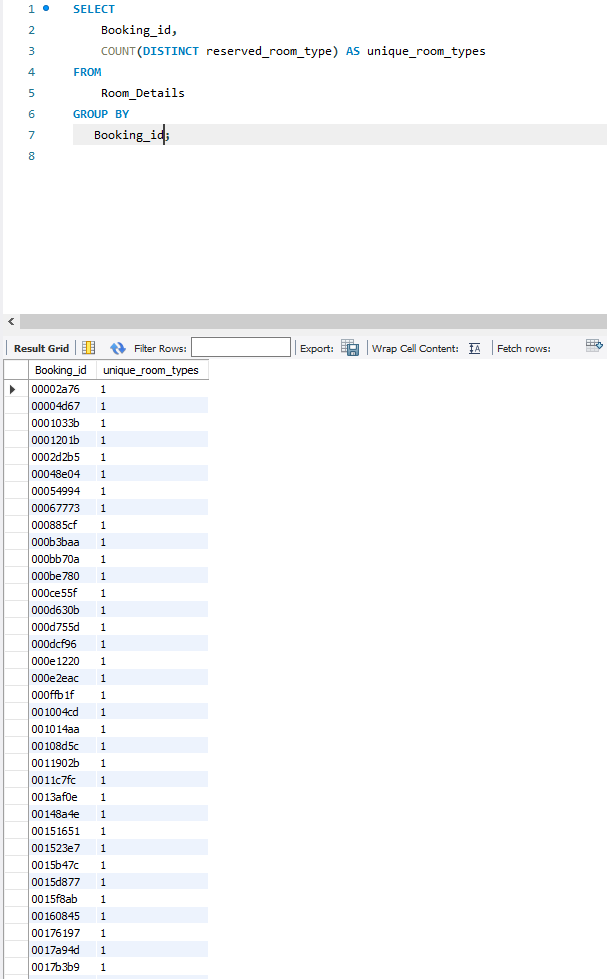 1 SELECT
2 Booking_id,
3 COUNT(DISTINCT reserved_room_type) AS unique_room_types
4 FROM
5 Room_Details
6 GROUP BY
7 Booking_id;
8
Result Grid Filter Rows: Export: Wrap Cell Content: Fetch rows:
Booking_id unique_room_types
00002a76 1
00004d67 1
0001033b 1
0001201b 1
0002d2b5 1
00048e04 1
00054994 1
00067773 1
000885cf 1
000b3baa 1
000bb70a 1
000be780 1
000ce55f 1
000d630b 1
000d755d 1
000dcf96 1
000e1220 1
000e2eac 1
000ffb1f 1
001004cd 1
001014aa 1
00108d5c 1
0011902b 1
0011c7fc 1
0013af0e 1
00148a4e 1
00151651 1
001523e7 1
0015b47c 1
0015d877 1
0015f8ab 1
00160845 1
00176197 1
0017a94d 1
0017b3b9 1